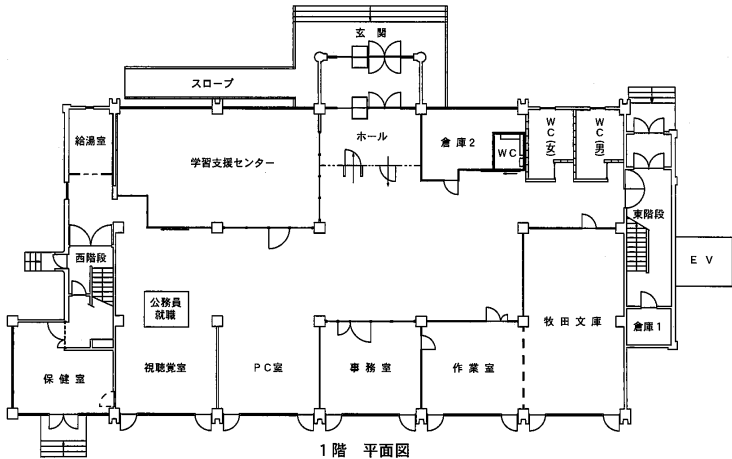 玄関
スロープ
給湯室
学習支援センター
ホール
倉庫2
WC
WC(女)
WC(男)
西階段
東階段
EV
公務員
就職
牧田文庫
倉庫1
保健室
視聴覚室
PC室
事務室
作業室
1階 平面図